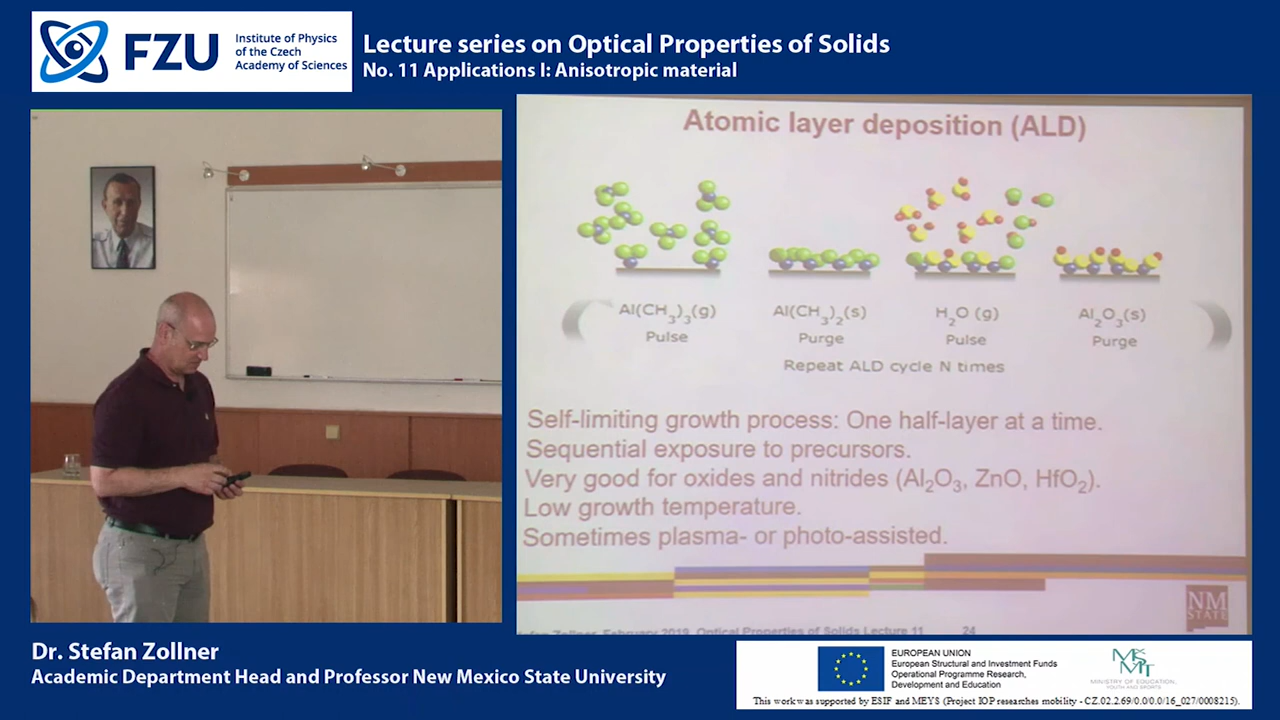 FZU
Institute of Physics
of the Czech
Academy of Sciences
Lecture series on Optical Properties of Solids
No. 11 Applications I: Anisotropic material
Atomic layer deposition (ALD)
Al(CH3)3(g) Al(CH3)2(s) H2O (g) Al2O3(s)
Pulse Purge Pulse Purge
Repeat ALD cycle N times
Self-limiting growth process: One half-layer at a time.
Sequential exposure to precursors.
Very good for oxides and nitrides (Al2O3, ZnO, HfO2).
Low growth temperature.
Sometimes plasma- or photo-assisted.
NM
STATE
Zollner, February 2019, Optical Properties of Solids Lecture 11 24
Dr. Stefan Zollner
Academic Department Head and Professor New Mexico State University
EUROPEAN UNION
European Structural and Investment Funds
Operational Programme Research,
Development and Education
MINISTRY OF EDUCATION,
YOUTH AND SPORTS
This work was supported by ESIF and MEYS (Project IOP researches mobility - CZ.02.2.69/0.0/0.0/16_027/0008215).